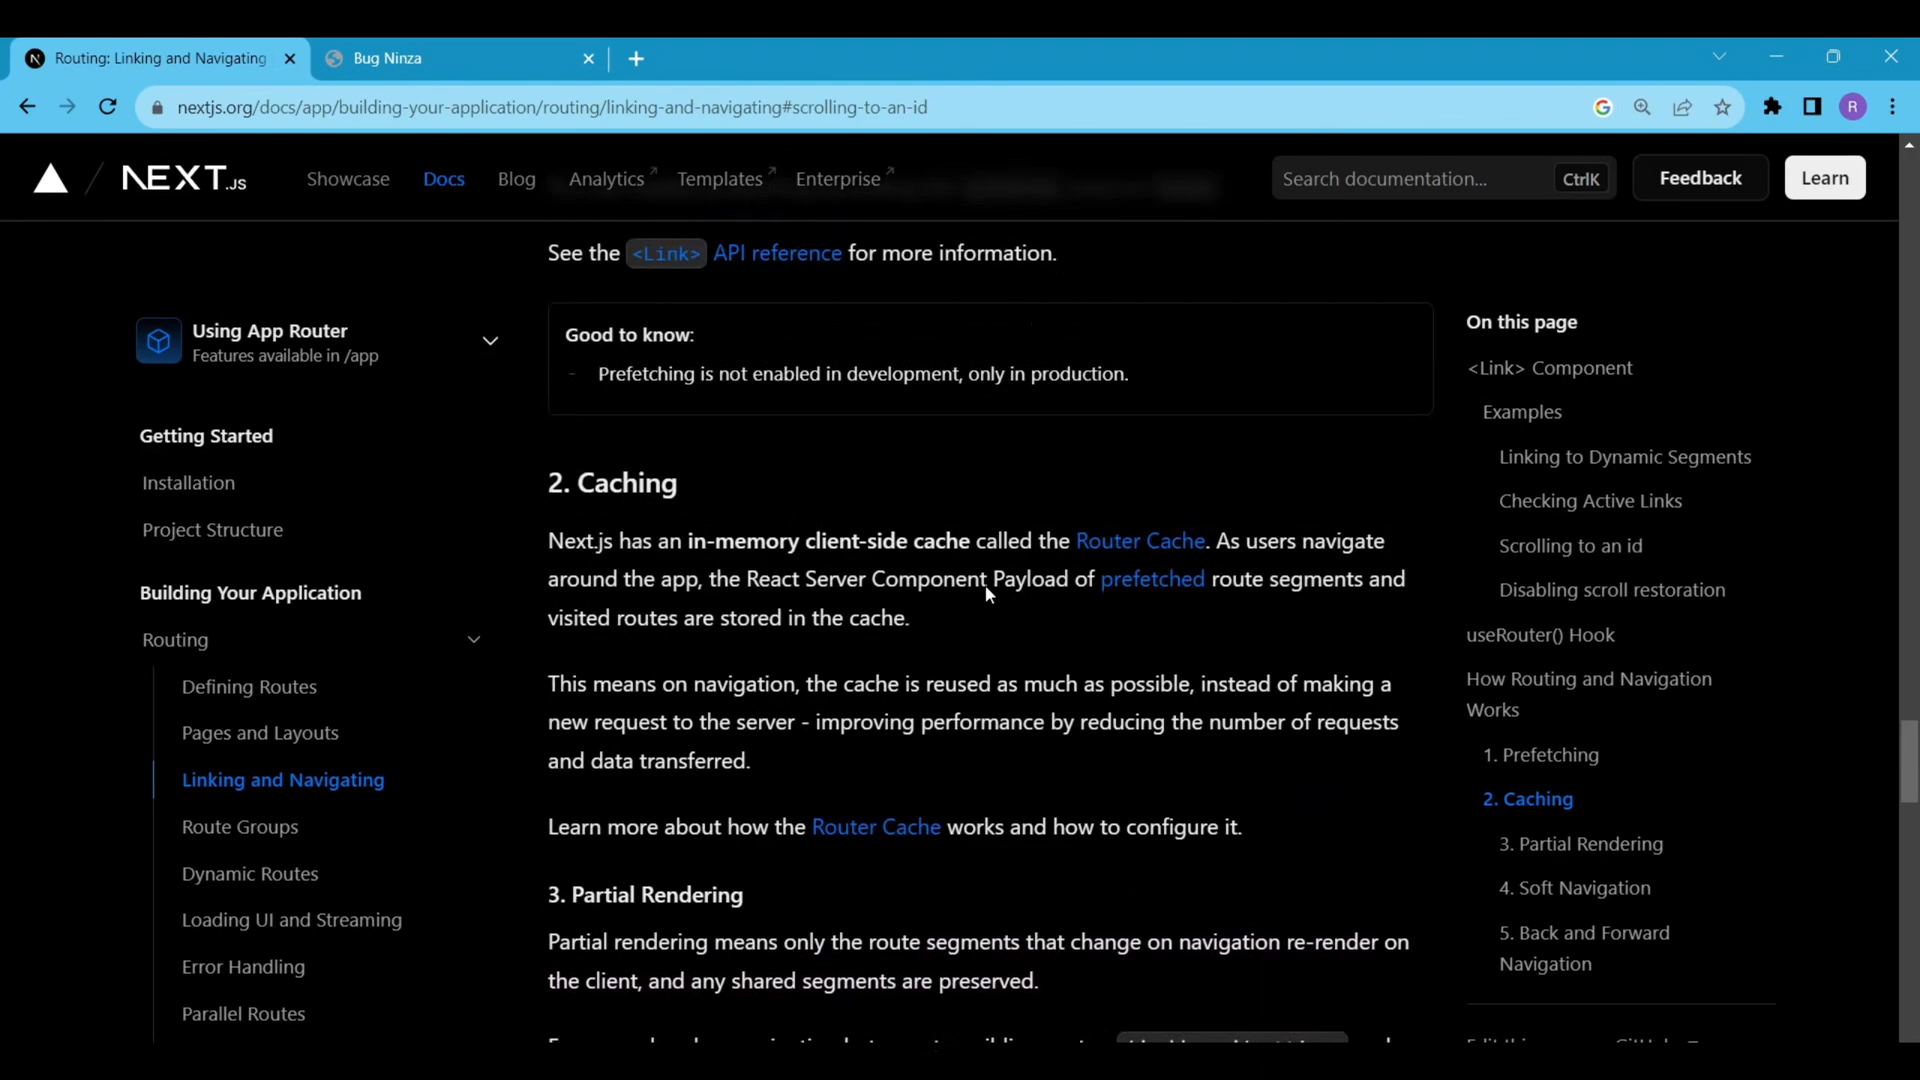 Routing: Linking and Navigating
Bug Ninza
nextjs.org/docs/app/building-your-application/routing/linking-and-navigating#scrolling-to-an-id
R
NEXT.JS
Showcase
Docs
Blog
Analytics
Templates
Enterprise
Search documentation...
CtrlK
Feedback
Learn
Using App Router
Features available in /app
Getting Started
Installation
Project Structure
Building Your Application
Routing
Defining Routes
Pages and Layouts
Linking and Navigating
Route Groups
Dynamic Routes
Loading UI and Streaming
Error Handling
Parallel Routes
See the <Link> API reference for more information.
Good to know:
- Prefetching is not enabled in development, only in production.
2. Caching
Next.js has an in-memory client-side cache called the Router Cache. As users navigate
around the app, the React Server Component Payload of prefetched route segments and
visited routes are stored in the cache.
This means on navigation, the cache is reused as much as possible, instead of making a
new request to the server - improving performance by reducing the number of requests
and data transferred.
Learn more about how the Router Cache works and how to configure it.
3. Partial Rendering
Partial rendering means only the route segments that change on navigation re-render on
the client, and any shared segments are preserved.
On this page
<Link> Component
Examples
Linking to Dynamic Segments
Checking Active Links
Scrolling to an id
Disabling scroll restoration
useRouter() Hook
How Routing and Navigation
Works
1. Prefetching
2. Caching
3. Partial Rendering
4. Soft Navigation
5. Back and Forward
Navigation